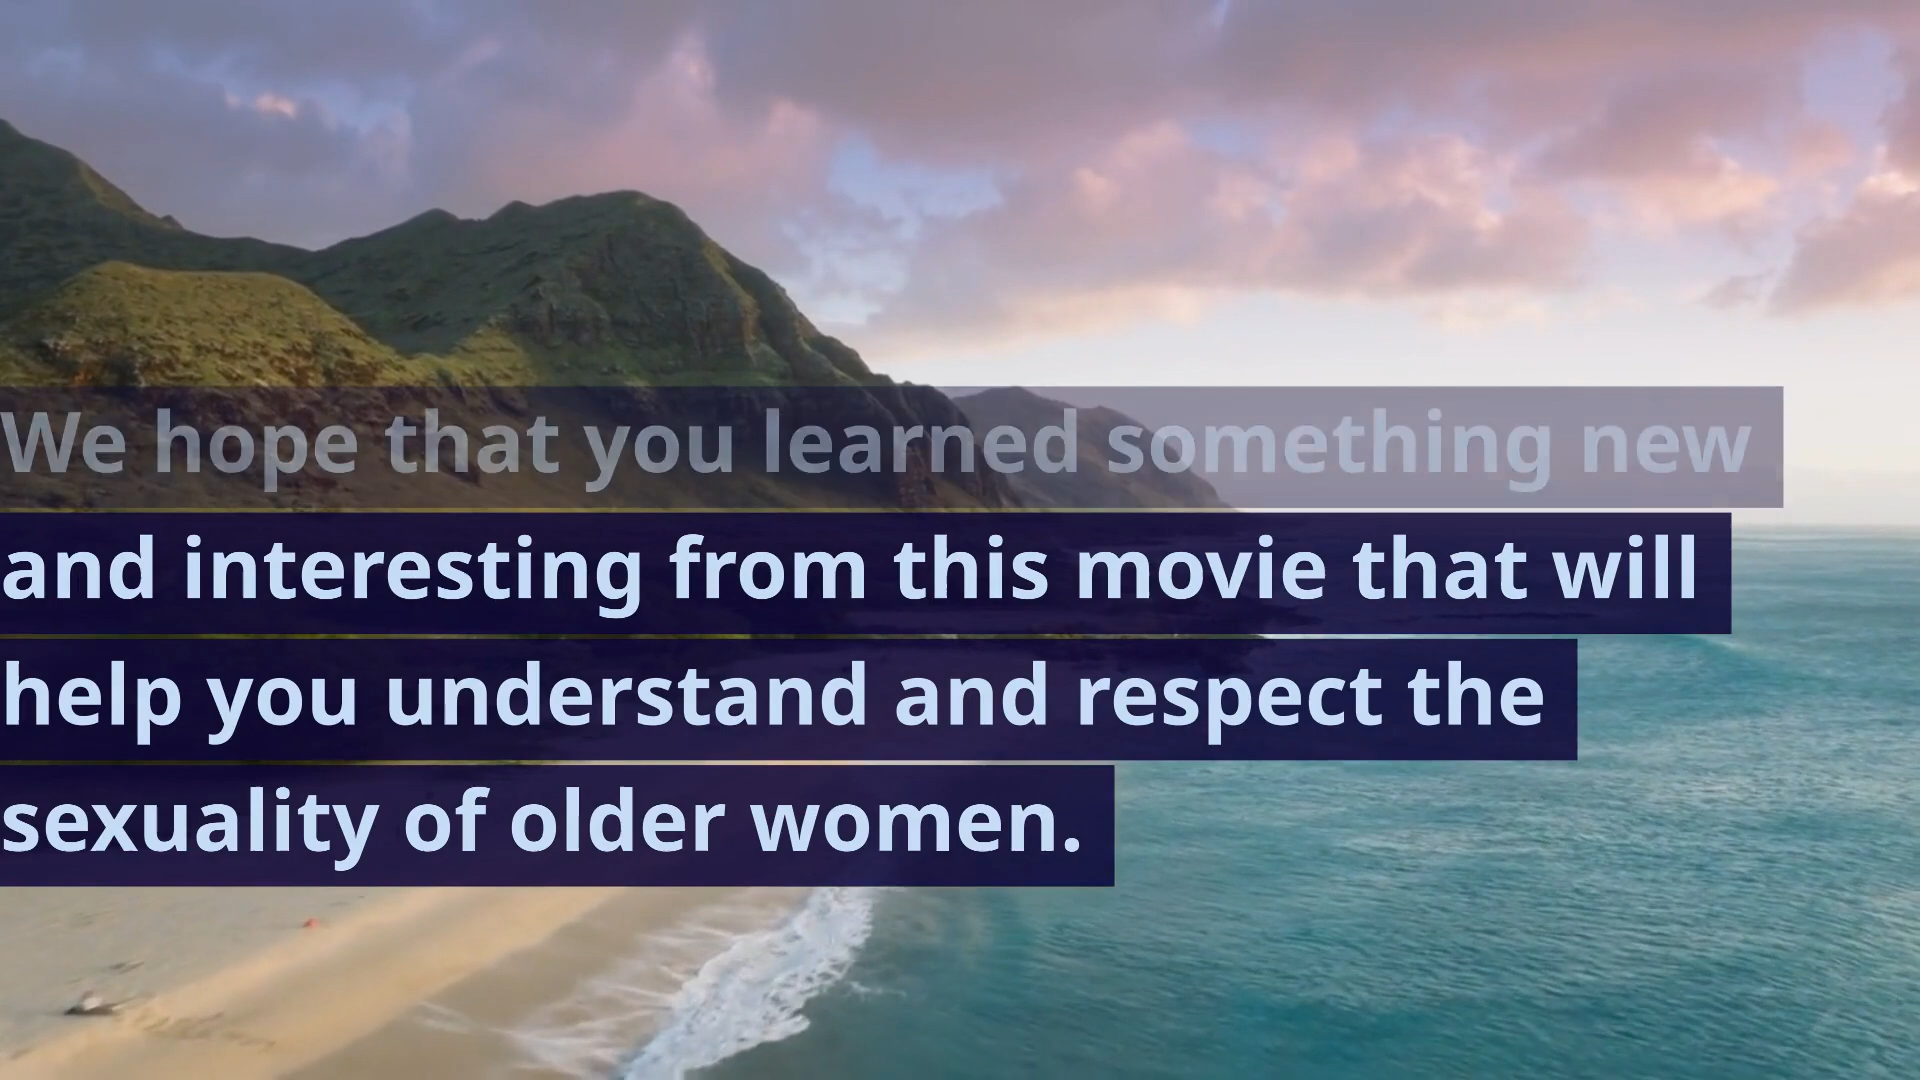 We hope that you learned something new
and interesting from this movie that will
help you understand and respect the
sexuality of older women.